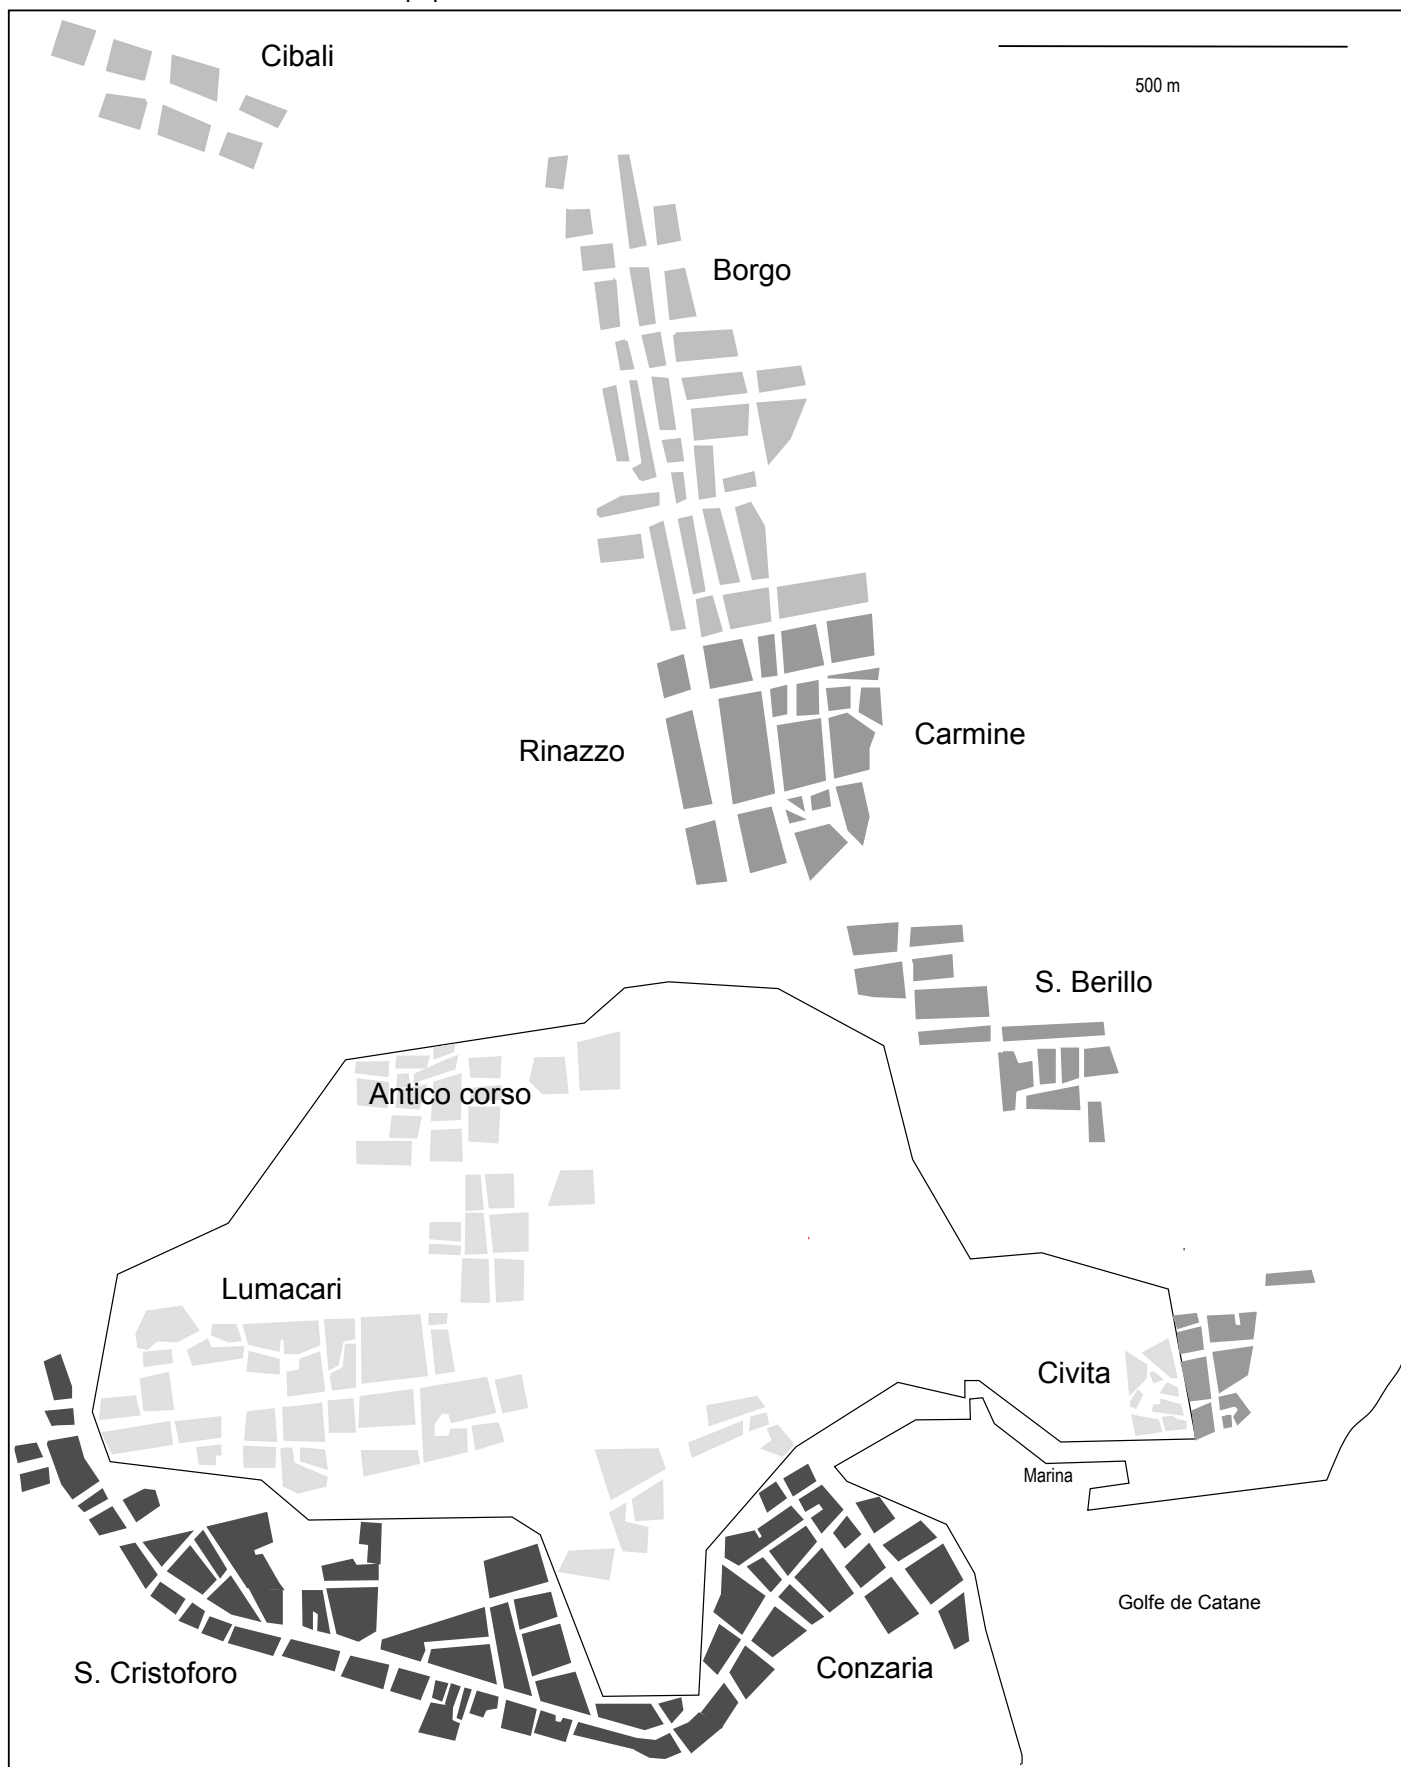 Cibali
500 m
Borgo
Carmine
Rinazzo
S. Berillo
Antico corso
Lumacari
Civita
Marina
Golfe de Catane
Conzaria
S. Cristoforo